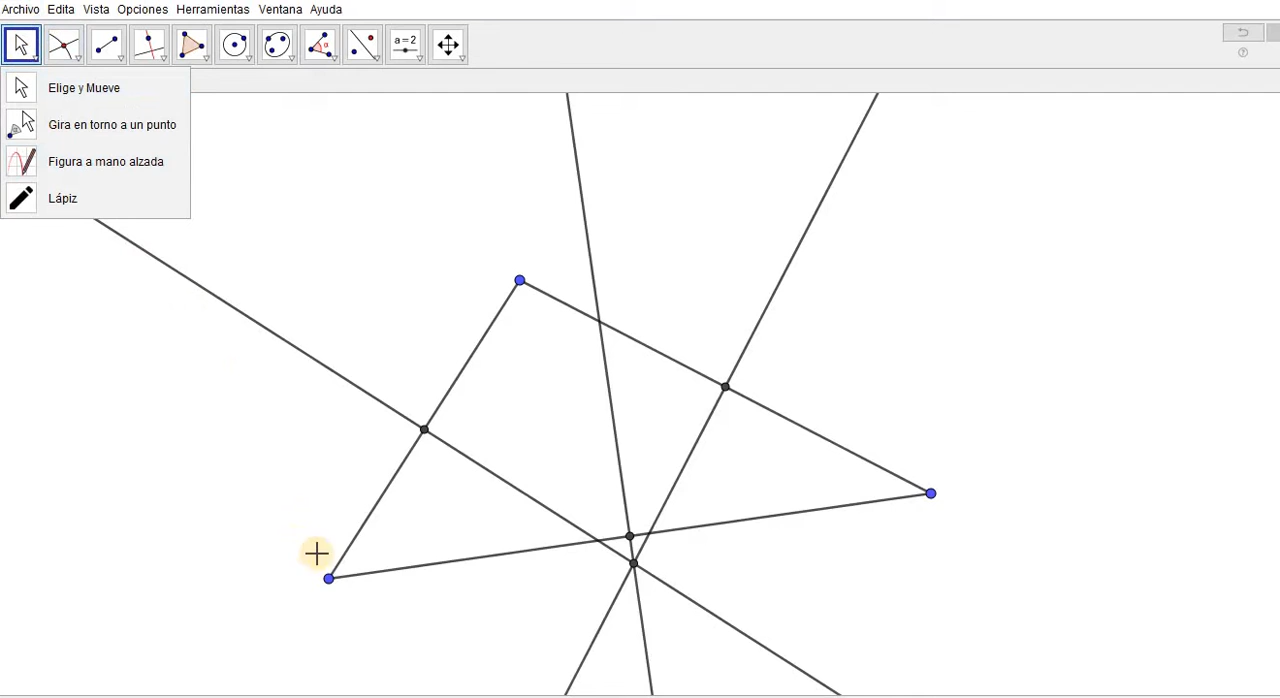 Archivo Edita Vista Opciones Herramientas Ventana Ayuda
a=2
Elige y Mueve
Gira en torno a un punto
Figura a mano alzada
Lápiz